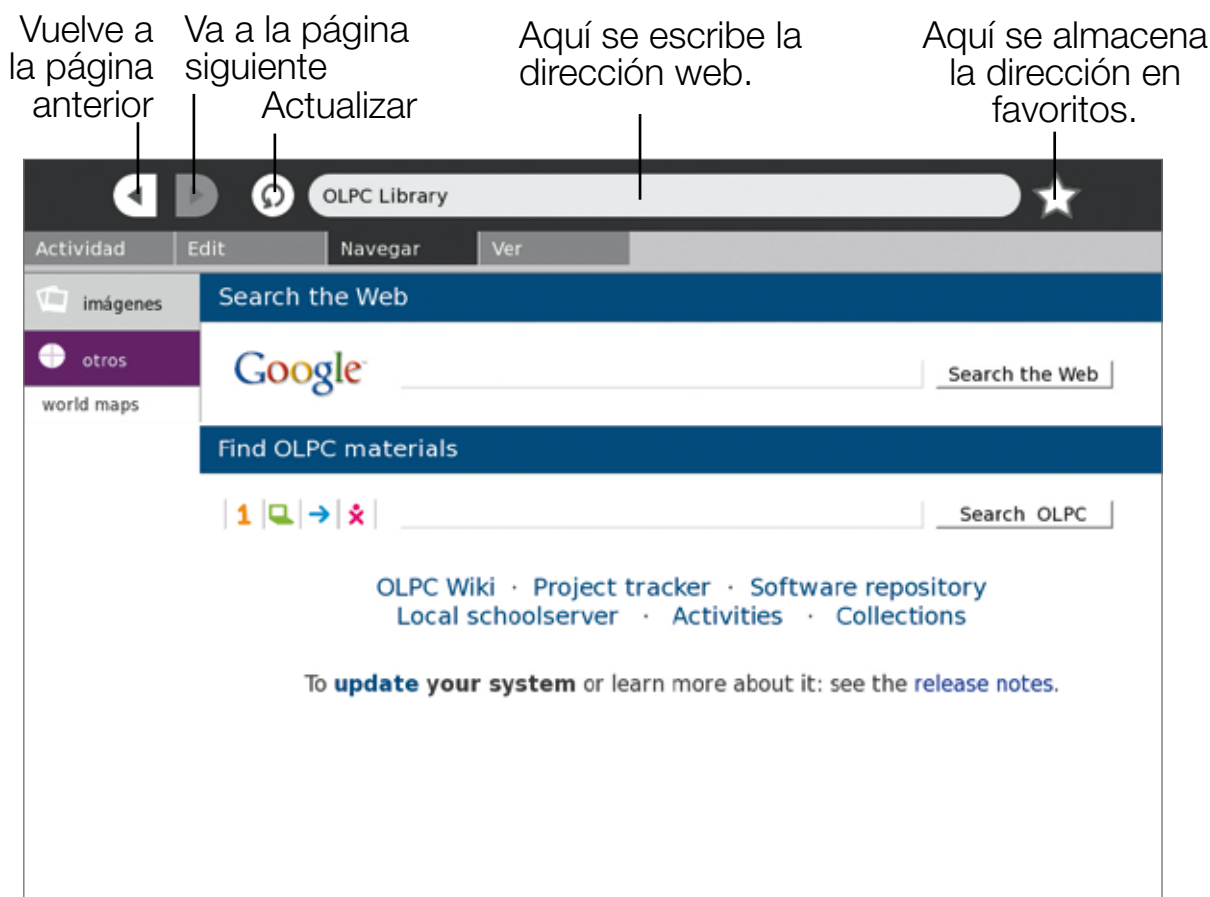 Vuelve a
la página
anterior
Va a la página
siguiente
Actualizar
Aquí se escribe la
dirección web.
Aquí se almacena
la dirección en
favoritos.
OLPC Library
Actividad Edit Navegar Ver
imágenes
otros
world maps
Search the Web
Google Search the Web
Find OLPC materials
1 Search OLPC
OLPC Wiki · Project tracker · Software repository
Local schoolserver · Activities · Collections
To update your system or learn more about it: see the release notes.